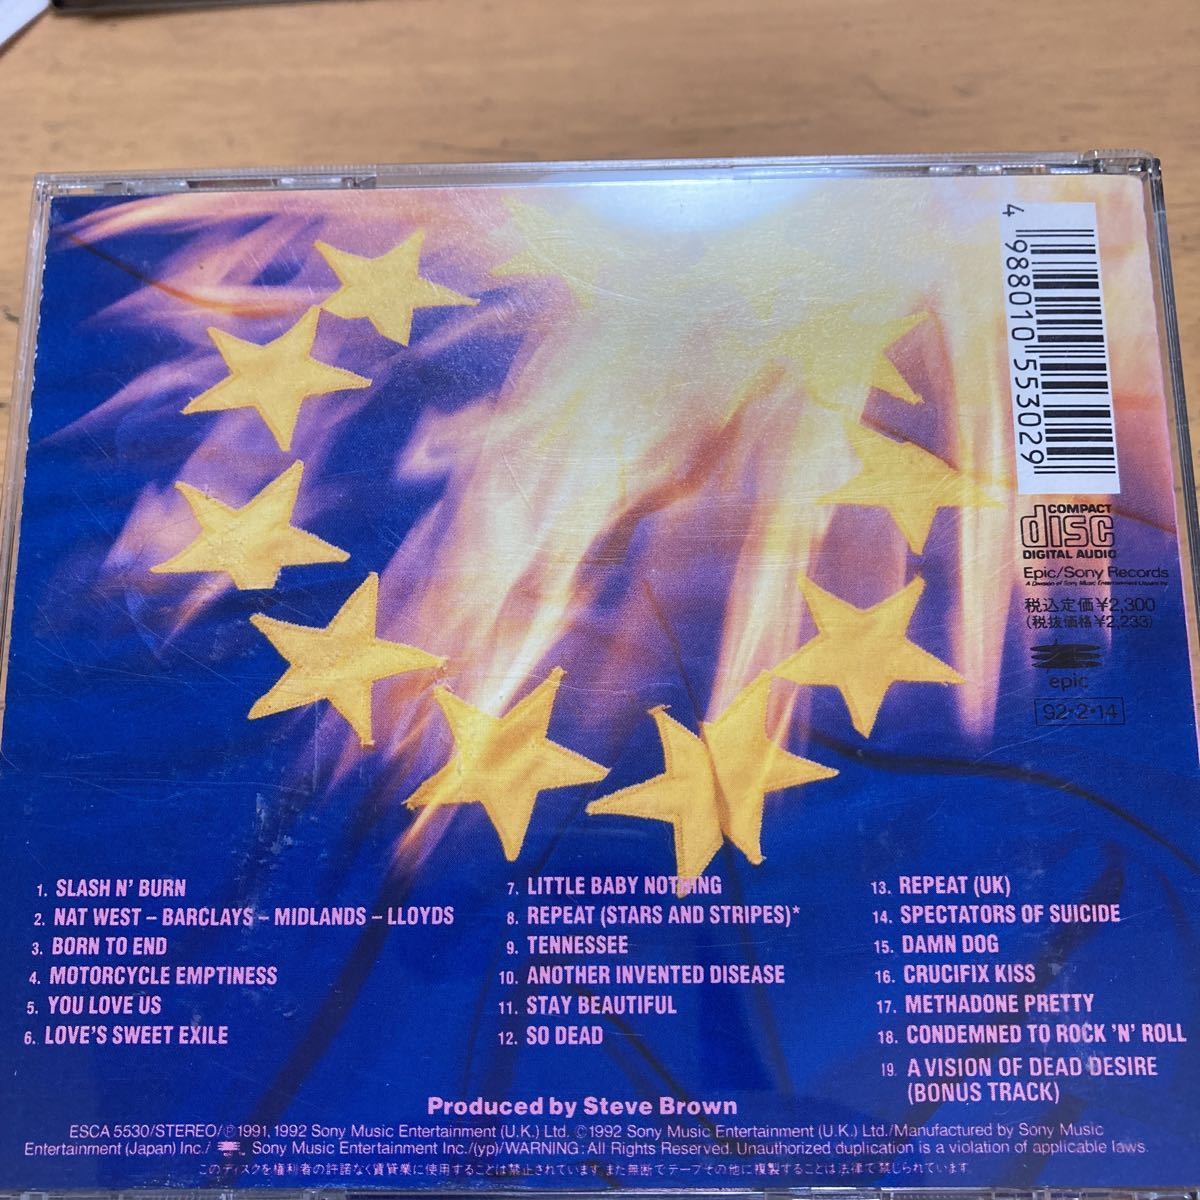 4 988010 553029
COMPACT
disc
DIGITAL AUDIO
Epic/Sony Records
A Division of Sony Music Entertainment (Japan) Inc.
税込定価¥2,300
(税抜価格¥2,233)
epic
92・2・14
1. SLASH N' BURN
2. NAT WEST – BARCLAYS – MIDLANDS – LLOYDS
3. BORN TO END
4. MOTORCYCLE EMPTINESS
5. YOU LOVE US
6. LOVE'S SWEET EXILE
7. LITTLE BABY NOTHING
8. REPEAT (STARS AND STRIPES)*
9. TENNESSEE
10. ANOTHER INVENTED DISEASE
11. STAY BEAUTIFUL
12. SO DEAD
13. REPEAT (UK)
14. SPECTATORS OF SUICIDE
15. DAMN DOG
16. CRUCIFIX KISS
17. METHADONE PRETTY
18. CONDEMNED TO ROCK 'N' ROLL
19. A VISION OF DEAD DESIRE
(BONUS TRACK)
Produced by Steve Brown
ESCA 5530/STEREO/℗1991, 1992 Sony Music Entertainment (U.K.) Ltd. ©1992 Sony Music Entertainment (U.K.) Ltd./Manufactured by Sony Music
Entertainment (Japan) Inc./ Sony Music Entertainment Inc./(yp)/WARNING: All Rights Reserved. Unauthorized duplication is a violation of applicable laws.
このディスクを権利者の許諾なく賃貸業に使用することは禁止されています。また無断でテープその他に複製することは法律で禁じられています。